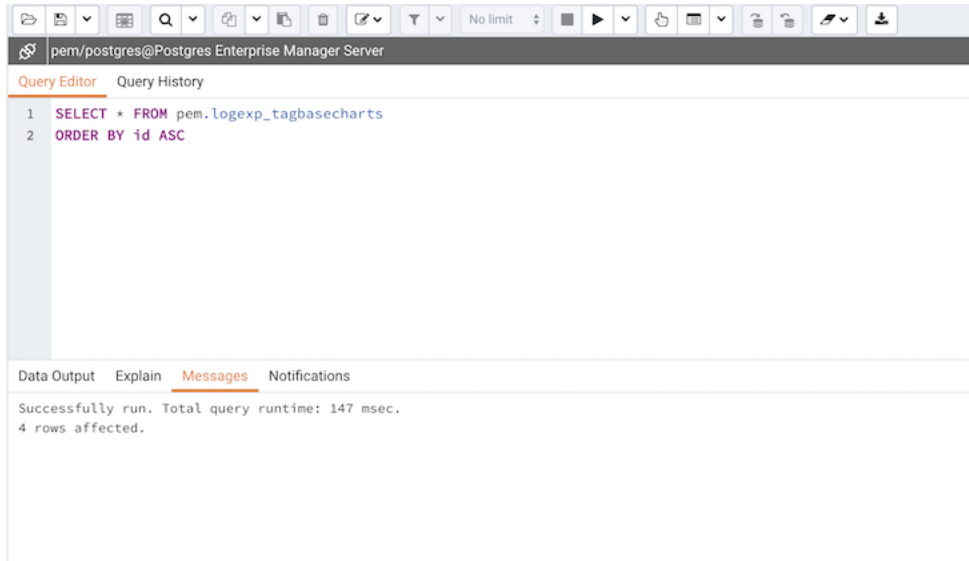 No limit
pem/postgres@Postgres Enterprise Manager Server
Query Editor Query History
1 SELECT * FROM pem.logexp_tagbasecharts
2 ORDER BY id ASC
Data Output Explain Messages Notifications
Successfully run. Total query runtime: 147 msec.
4 rows affected.